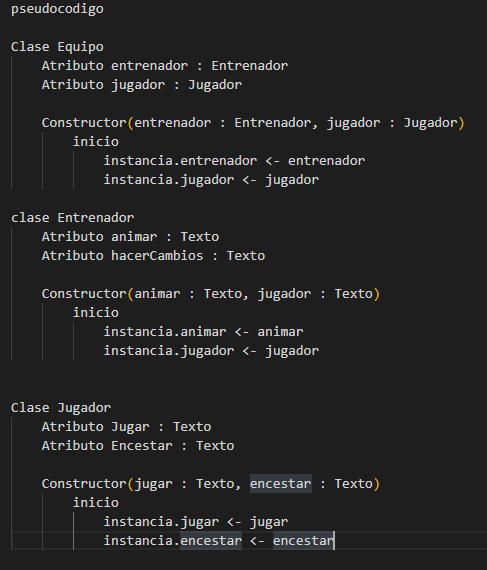 pseudocodigo
Clase Equipo
Atributo entrenador : Entrenador
Atributo jugador : Jugador
Constructor(entrenador : Entrenador, jugador : Jugador)
inicio
instancia.entrenador <- entrenador
instancia.jugador <- jugador
clase Entrenador
Atributo animar : Texto
Atributo hacerCambios : Texto
Constructor(animar : Texto, jugador : Texto)
inicio
instancia.animar <- animar
instancia.jugador <- jugador
Clase Jugador
Atributo Jugar : Texto
Atributo Encestar : Texto
Constructor(jugar : Texto, encestar : Texto)
inicio
instancia.jugar <- jugar
instancia.encestar <- encestar